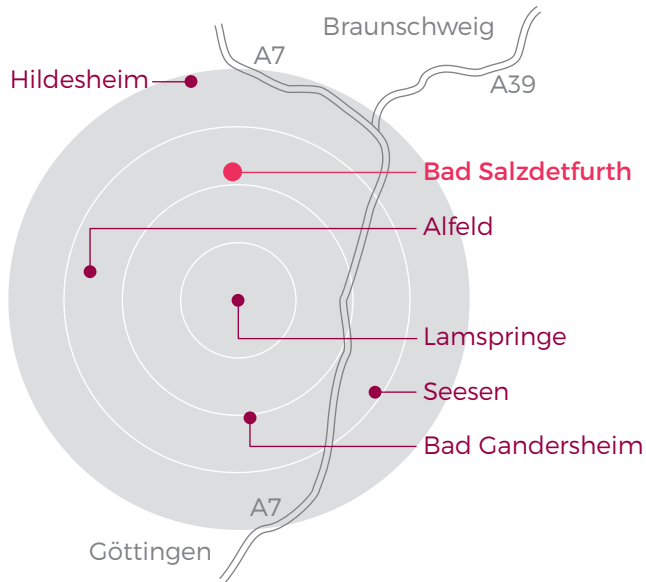 Braunschweig
A7
Hildesheim
A39
Bad Salzdetfurth
Alfeld
Lamspringe
Seesen
Bad Gandersheim
A7
Göttingen